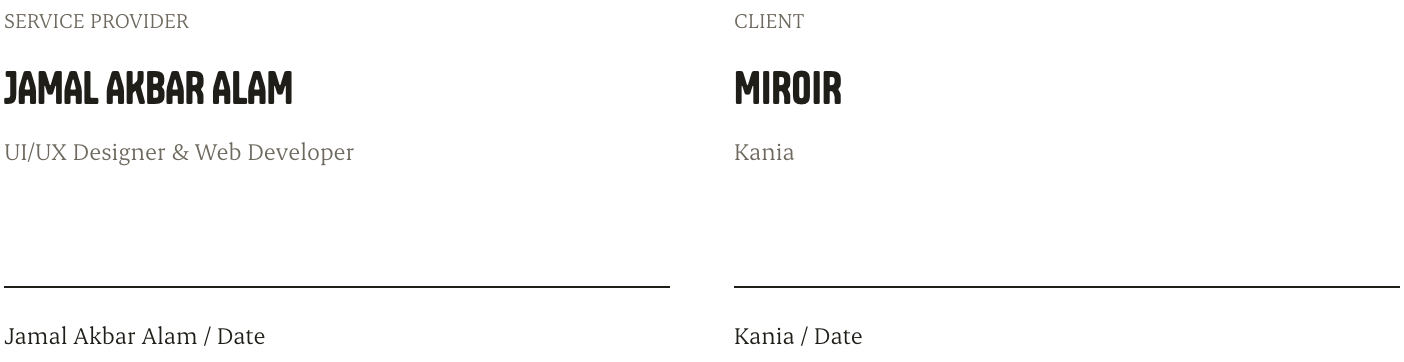 SERVICE PROVIDER
JAMAL AKBAR ALAM
UI/UX Designer & Web Developer
Jamal Akbar Alam / Date
CLIENT
MIROIR
Kania
Kania / Date